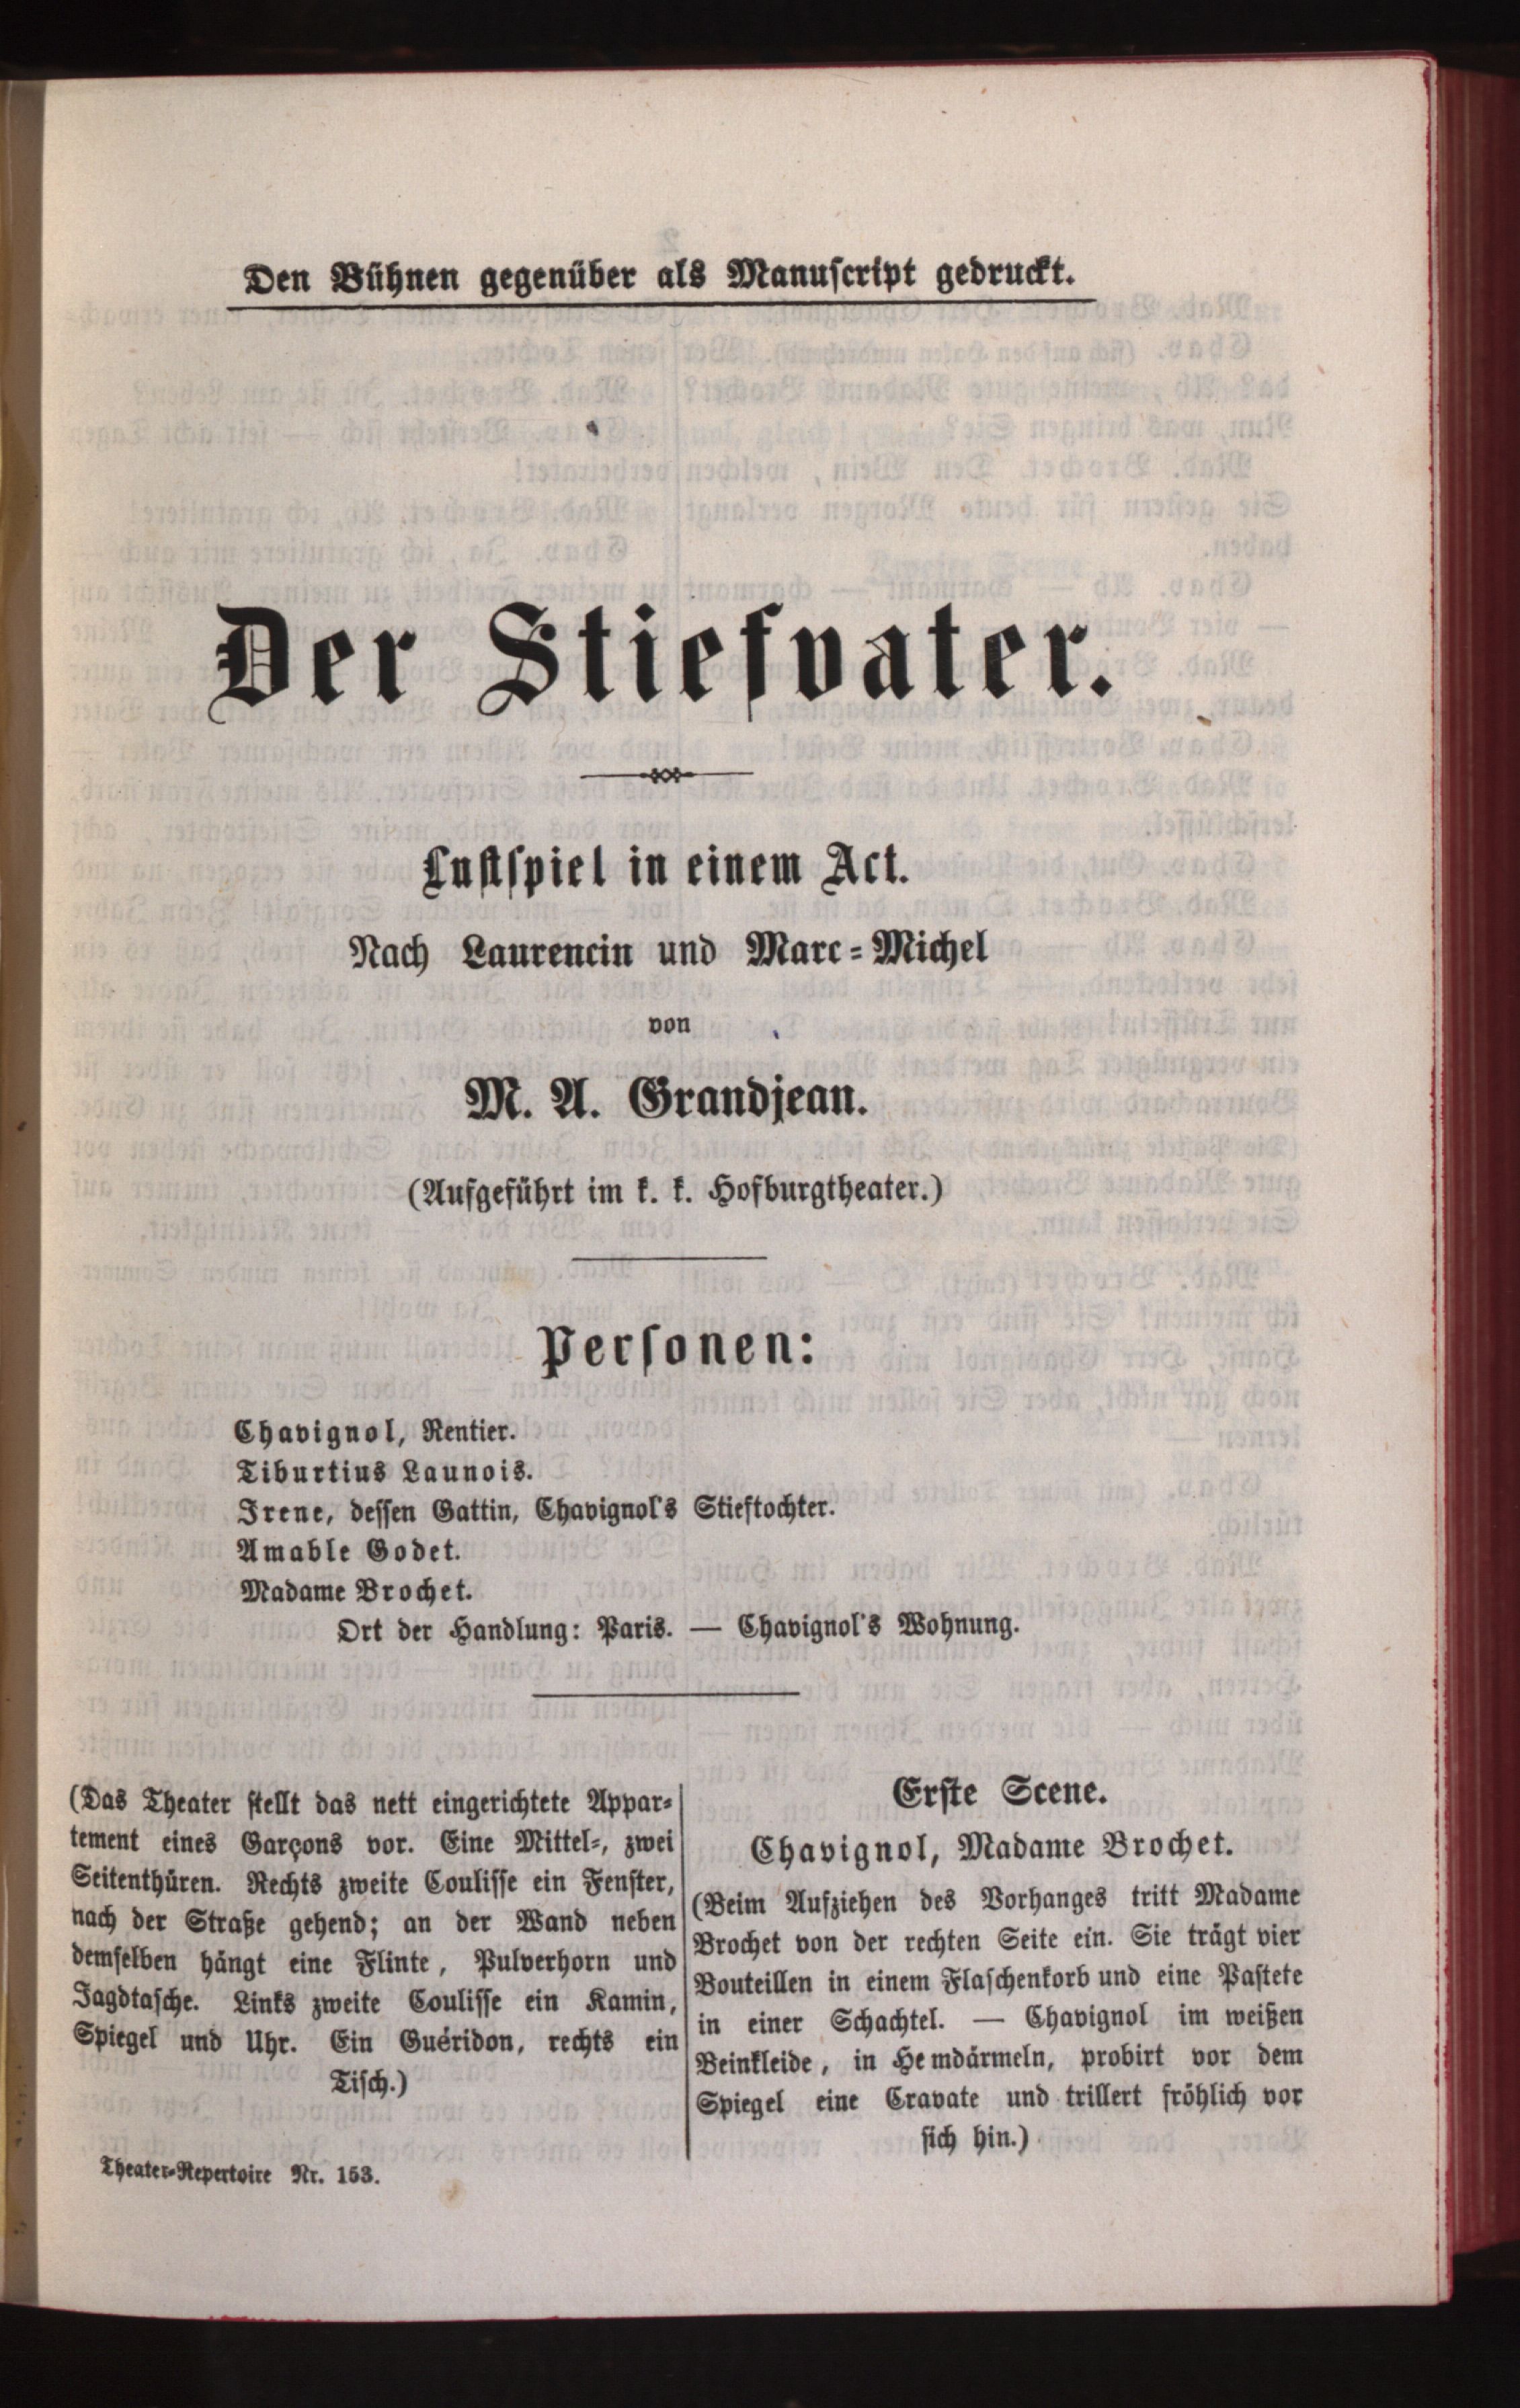 Den Bühnen gegenüber als Manuscript gedruckt.
Der Stiefvater.
Lustspiel in einem Act.
Nach Laurencin und Marc-Michel
von
M. A. Grandjean.
(Aufgeführt im k. k. Hofburgtheater.)
Personen:
Chavignol, Rentier.
Tiburtius Launois.
Irene, dessen Gattin, Chavignol's Stieftochter.
Amable Godet.
Madame Brochet.
Ort der Handlung: Paris. — Chavignol's Wohnung.
(Das Theater stellt das nett eingerichtete Appar-
tement eines Garçons vor. Eine Mittel-, zwei
Seitenthüren. Rechts zweite Coulisse ein Fenster,
nach der Straße gehend; an der Wand neben
demselben hängt eine Flinte, Pulverhorn und
Jagdtasche. Links zweite Coulisse ein Kamin,
Spiegel und Uhr. Ein Guéridon, rechts ein
Tisch.)
Theater-Repertoire Nr. 153.
Erste Scene.
Chavignol, Madame Brochet.
(Beim Aufziehen des Vorhanges tritt Madame
Brochet von der rechten Seite ein. Sie trägt vier
Bouteillen in einem Flaschenkorb und eine Pastete
in einer Schachtel. — Chavignol im weißen
Beinkleide, in Hemdärmeln, probirt vor dem
Spiegel eine Cravate und trillert fröhlich vor
sich hin.)